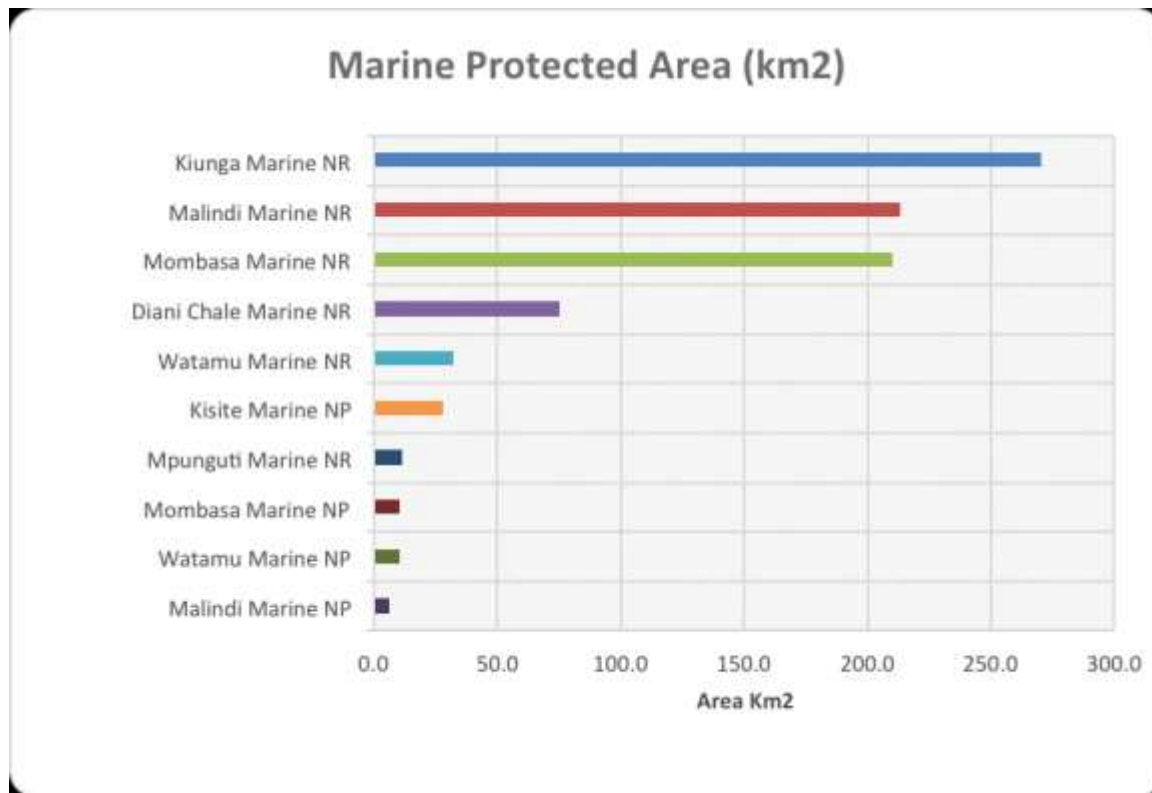 Marine Protected Area (km2)
Kiunga Marine NR
Malindi Marine NR
Mombasa Marine NR
Diani Chale Marine NR
Watamu Marine NR
Kisite Marine NP
Mpunguti Marine NR
Mombasa Marine NP
Watamu Marine NP
Malindi Marine NP
0.0 50.0 100.0 150.0 200.0 250.0 300.0
Area Km2